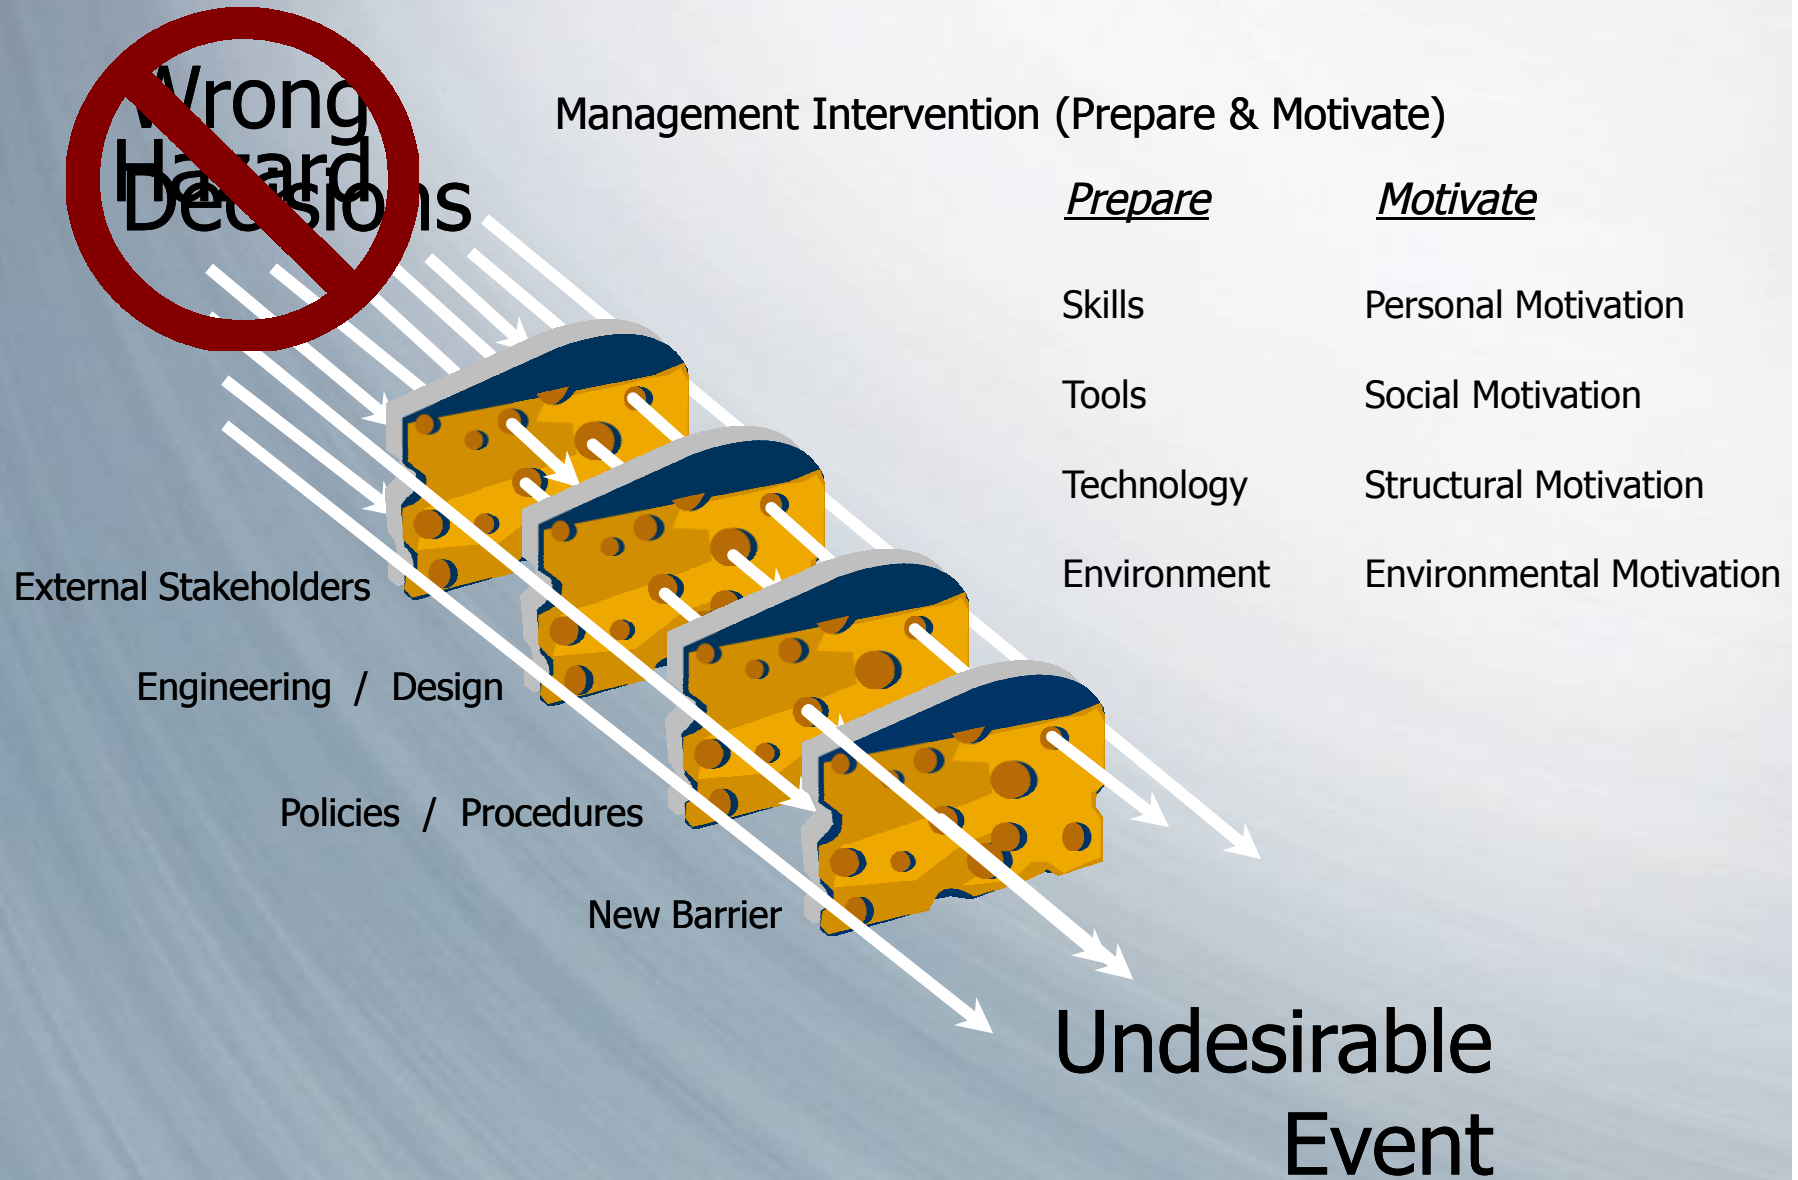 Wrong
Hazard
Decisions
Management Intervention (Prepare & Motivate)
Prepare Motivate
Skills Personal Motivation
Tools Social Motivation
Technology Structural Motivation
Environment Environmental Motivation
External Stakeholders
Engineering / Design
Policies / Procedures
New Barrier
Undesirable
Event